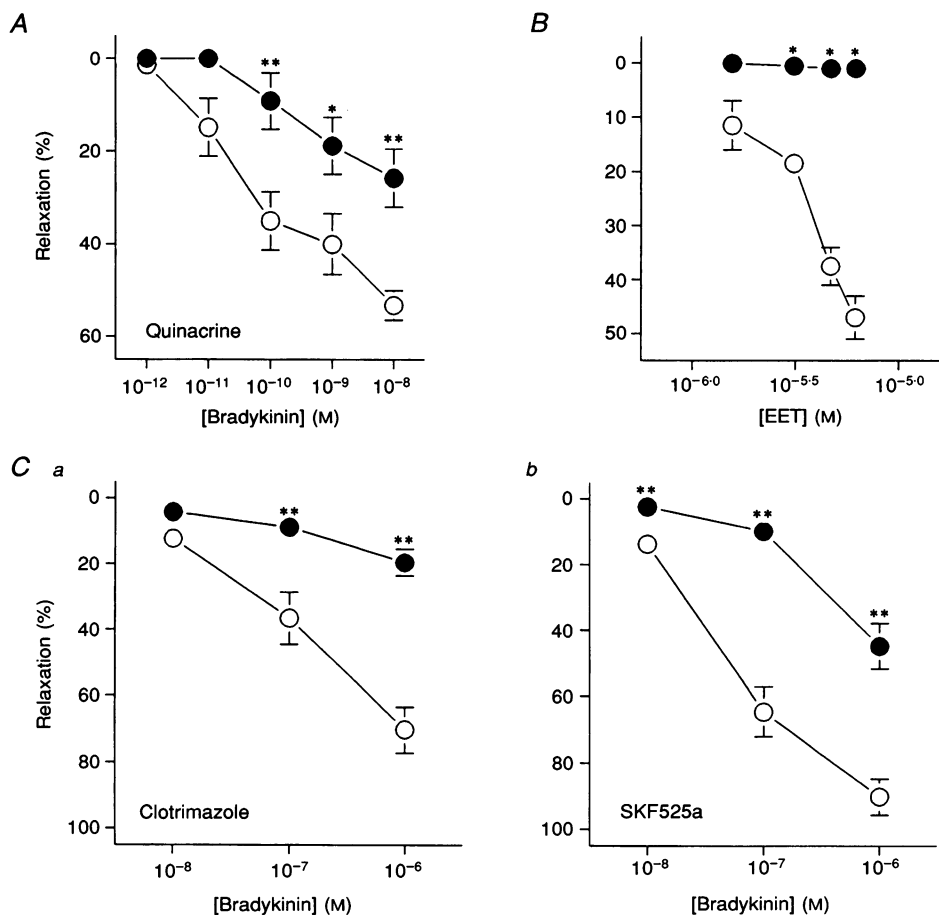 A
0
20
40
60
Relaxation (%)
** * **
Quinacrine
10⁻¹² 10⁻¹¹ 10⁻¹⁰ 10⁻⁹ 10⁻⁸
[Bradykinin] (M)
B
0
10
20
30
40
50
* * *
10⁻⁶·⁰ 10⁻⁵·⁵ 10⁻⁵·⁰
[EET] (M)
C a
0
20
40
60
80
100
Relaxation (%)
** **
Clotrimazole
10⁻⁸ 10⁻⁷ 10⁻⁶
[Bradykinin] (M)
b
0
20
40
60
80
100
** ** **
SKF525a
10⁻⁸ 10⁻⁷ 10⁻⁶
[Bradykinin] (M)